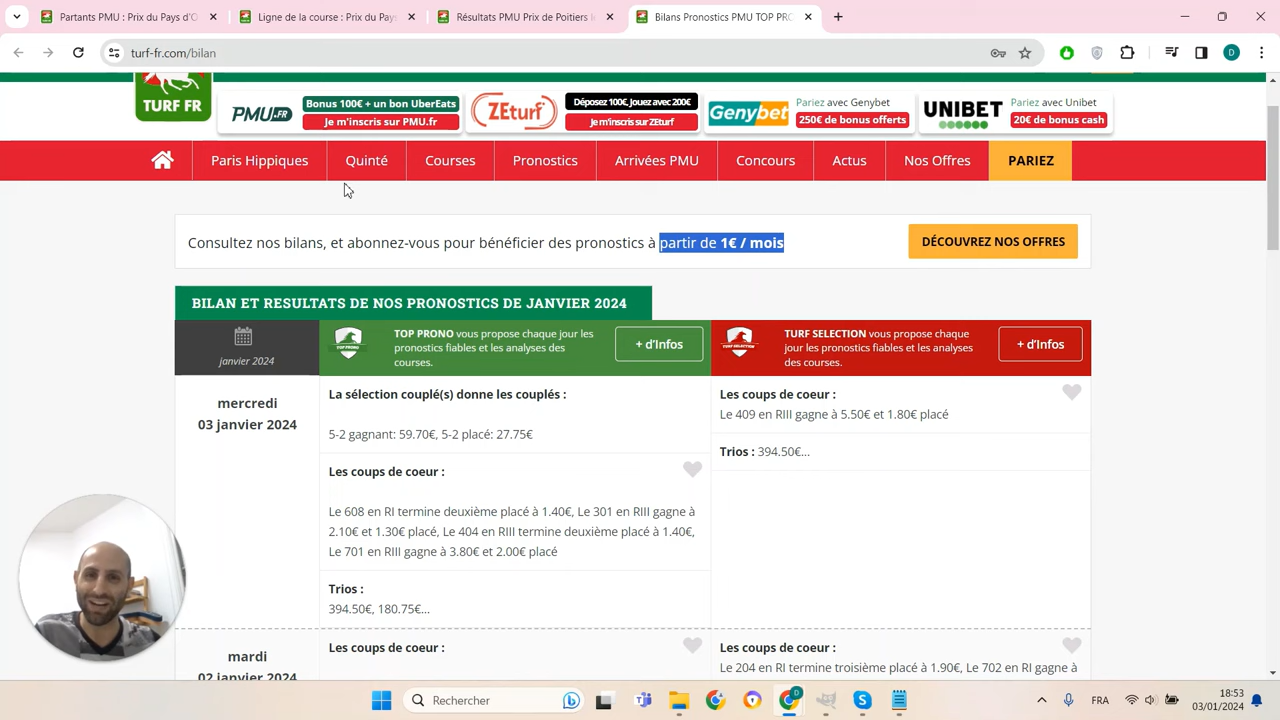 Partants PMU : Prix du Pays d'O
Ligne de la course : Prix du Pays
Résultats PMU Prix de Poitiers l
Bilans Pronostics PMU TOP PRO
turf-fr.com/bilan
D
TURF FR
PMU.FR
Bonus 100€ + un bon UberEats
Je m'inscris sur PMU.fr
ZEturf
Déposez 100€, Jouez avec 200€
Je m'inscris sur ZEturf
Genybet
Pariez avec Genybet
250€ de bonus offerts
UNIBET
Pariez avec Unibet
20€ de bonus cash
Paris Hippiques
Quinté
Courses
Pronostics
Arrivées PMU
Concours
Actus
Nos Offres
PARIEZ
Consultez nos bilans, et abonnez-vous pour bénéficier des pronostics à partir de 1€ / mois
DÉCOUVREZ NOS OFFRES
BILAN ET RESULTATS DE NOS PRONOSTICS DE JANVIER 2024
janvier 2024
TOP PRONO
TOP PRONO vous propose chaque jour les
pronostics fiables et les analyses des
courses.
+ d'Infos
TURF SELECTION
TURF SELECTION vous propose chaque
jour les pronostics fiables et les analyses
des courses.
+ d'Infos
mercredi
03 janvier 2024
La sélection couplé(s) donne les couplés :
5-2 gagnant: 59.70€, 5-2 placé: 27.75€
Les coups de coeur :
Le 608 en RI termine deuxième placé à 1.40€, Le 301 en RIII gagne à
2.10€ et 1.30€ placé, Le 404 en RIII termine deuxième placé à 1.40€,
Le 701 en RIII gagne à 3.80€ et 2.00€ placé
Trios :
394.50€, 180.75€...
Les coups de coeur :
Le 409 en RIII gagne à 5.50€ et 1.80€ placé
Trios : 394.50€...
mardi
02 janvier 2024
Les coups de coeur :
Les coups de coeur :
Le 204 en RI termine troisième placé à 1.90€, Le 702 en RI gagne à
Rechercher
FRA
18:53
03/01/2024